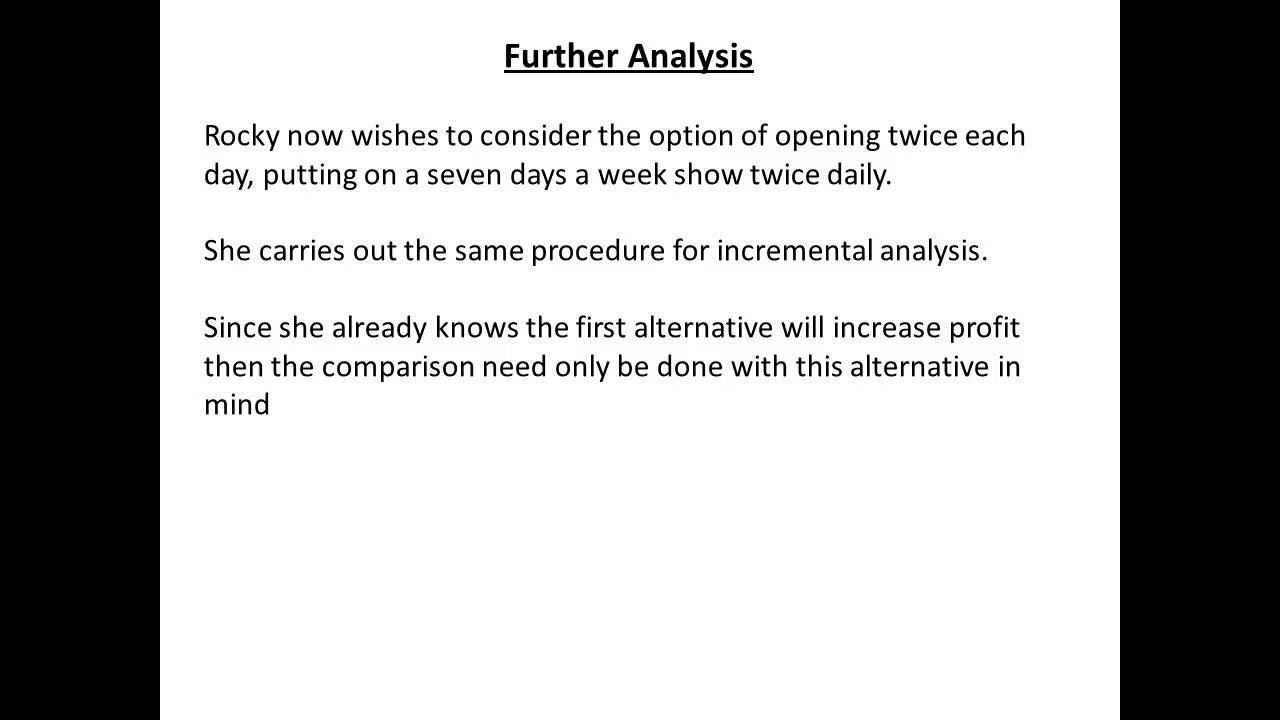 Further Analysis
Rocky now wishes to consider the option of opening twice each
day, putting on a seven days a week show twice daily.
She carries out the same procedure for incremental analysis.
Since she already knows the first alternative will increase profit
then the comparison need only be done with this alternative in
mind